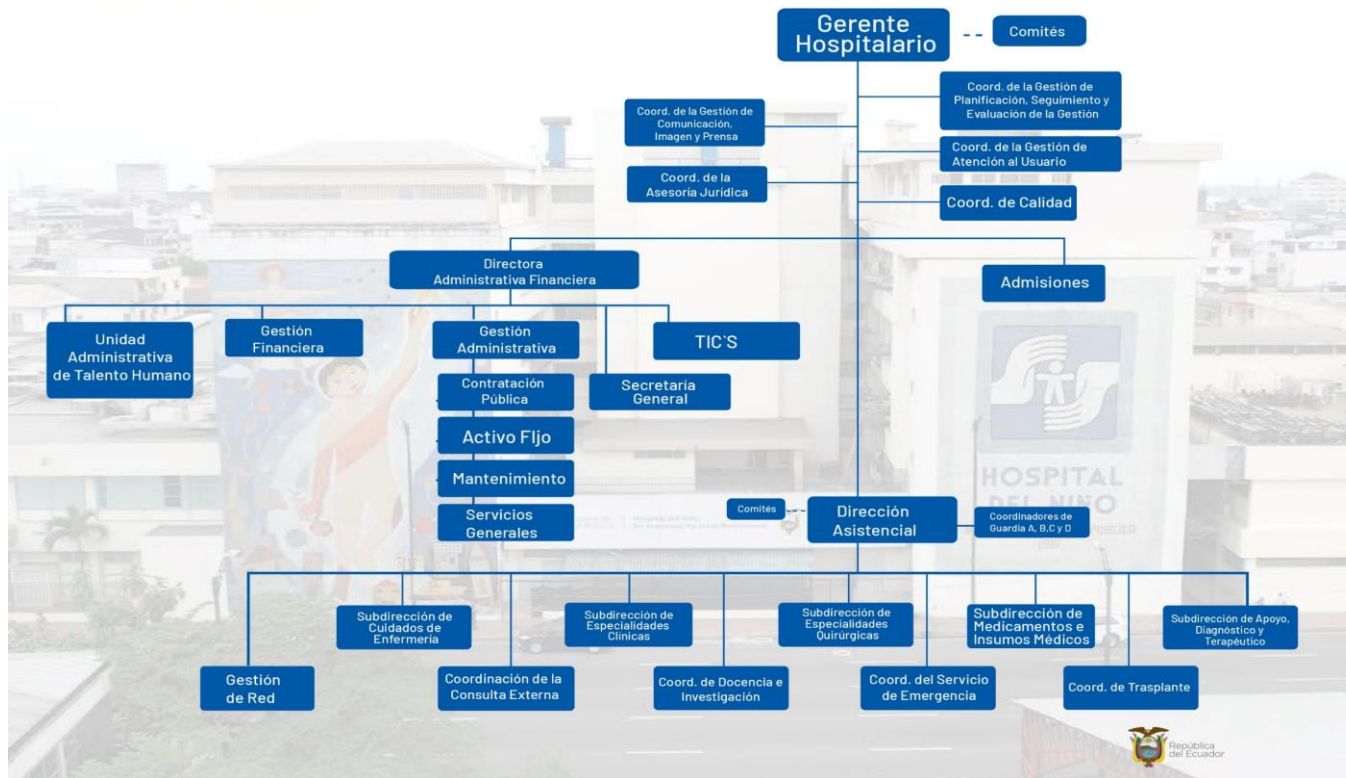 Gerente
Hospitalario
Comités
Coord. de la Gestión de
Planificación, Seguimiento y
Evaluación de la Gestión
Coord. de la Gestión de
Comunicación,
Imagen y Prensa
Coord. de la Gestión de
Atención al Usuario
Coord. de la
Asesoría Jurídica
Coord. de Calidad
Directora
Administrativa Financiera
Admisiones
Unidad
Administrativa
de Talento Humano
Gestión
Financiera
Gestión
Administrativa
TIC`S
Contratación
Pública
Secretaría
General
Activo FIjo
Mantenimiento
Servicios
Generales
HOSPITAL
DEL NIÑO
Comités
Dirección
Asistencial
Coordinadores de
Guardia A, B,C y D
Subdirección de
Cuidados de
Enfermería
Subdirección de
Especialidades
Clínicas
Subdirección de
Especialidades
Quirúrgicas
Subdirección de
Medicamentos e
Insumos Médicos
Subdirección de Apoyo,
Diagnóstico y
Terapéutico
Gestión
de Red
Coordinación de la
Consulta Externa
Coord. de Docencia e
Investigación
Coord. del Servicio
de Emergencia
Coord. de Trasplante
República
del Ecuador